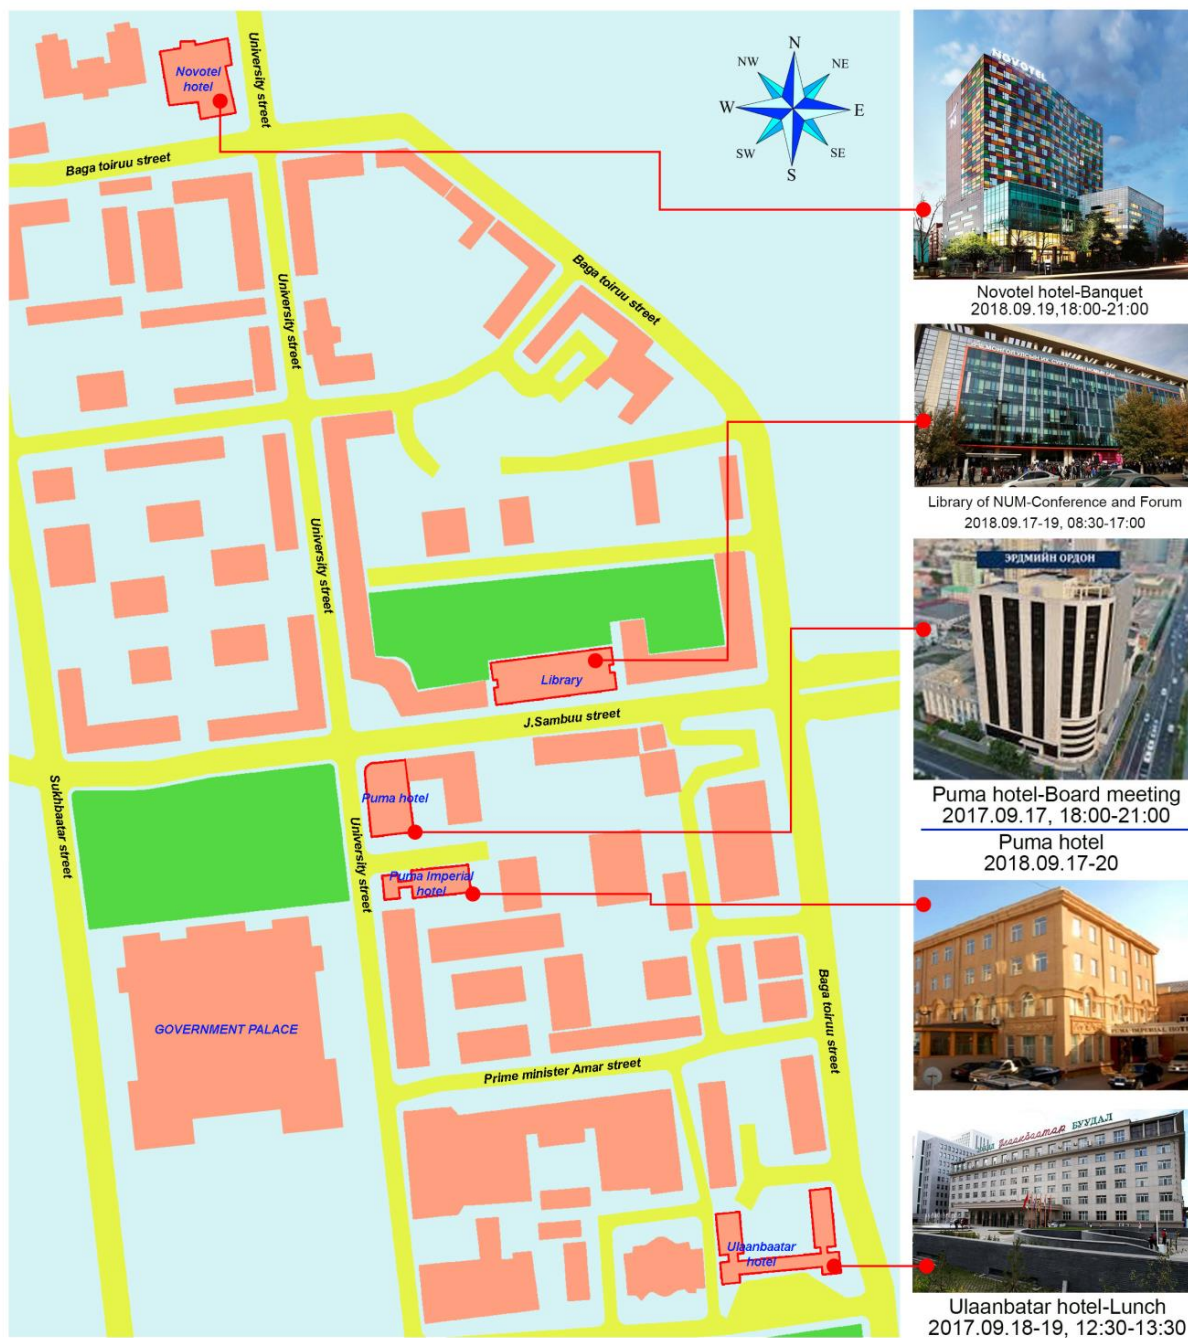 Novotel
hotel
University street
Baga toiruu street
N
NE
E
SE
S
SW
W
NW
University street
Baga toiruu street
University street
Library
J.Sambuu street
Sukhbaatar street
Puma hotel
University street
Puma Imperial
hotel
GOVERNMENT PALACE
Prime minister Amar street
Baga toiruu street
Ulaanbaatar
hotel
NOVOTEL
N
Novotel hotel-Banquet
2018.09.19,18:00-21:00
Library of NUM-Conference and Forum
2018.09.17-19, 08:30-17:00
ЭРДМИЙН ОРДОН
Puma hotel-Board meeting
2017.09.17, 18:00-21:00
Puma hotel
2018.09.17-20
PUMA IMPERIAL HOTE
Улаанбаатар БУУДАЛ
Ulaanbatar hotel-Lunch
2017.09.18-19, 12:30-13:30